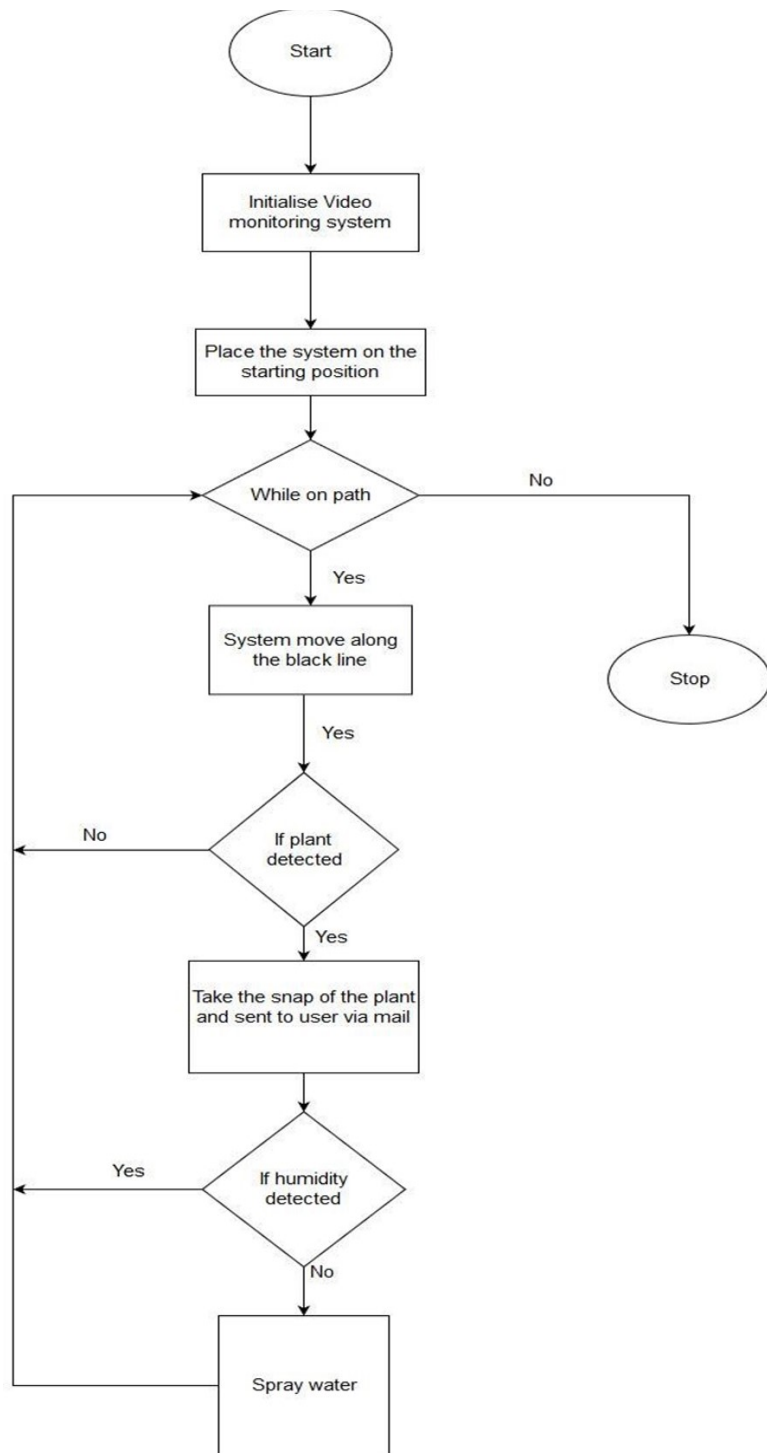 Start
Initialise Video
monitoring system
Place the system on the
starting position
While on path
No
Yes
System move along
the black line
Stop
Yes
No
If plant
detected
Yes
Take the snap of the plant
and sent to user via mail
Yes
If humidity
detected
No
Spray water